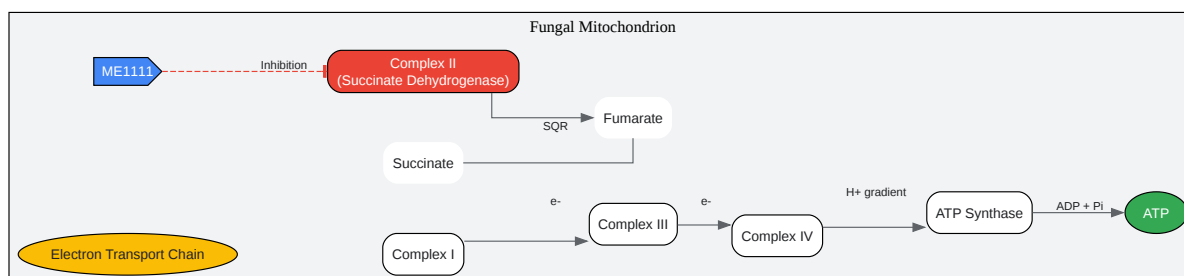 Fungal Mitochondrion
ME1111
Inhibition
Complex II
(Succinate Dehydrogenase)
SQR
Fumarate
Succinate
e-
e-
H+ gradient
Complex I
Complex III
Complex IV
ATP Synthase
ADP + Pi
ATP
Electron Transport Chain